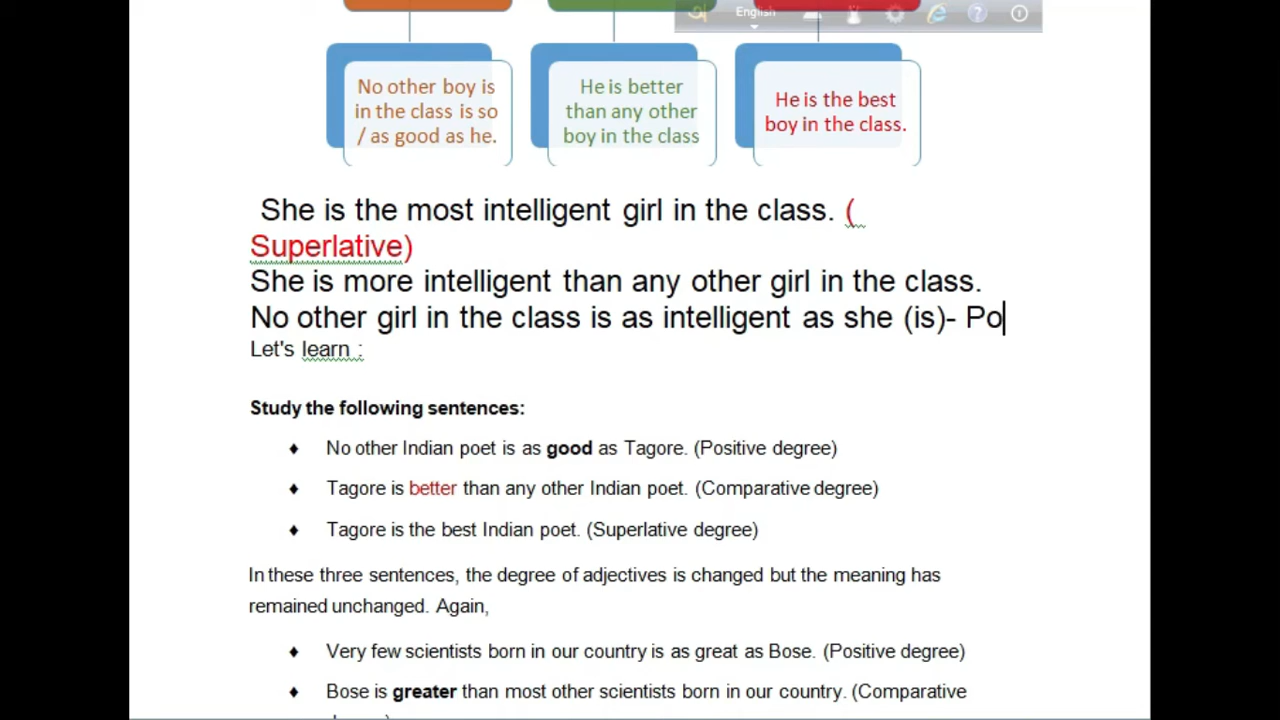 English
No other boy is
in the class is so
/ as good as he.
He is better
than any other
boy in the class
He is the best
boy in the class.
She is the most intelligent girl in the class. (
Superlative)
She is more intelligent than any other girl in the class.
No other girl in the class is as intelligent as she (is)- Po
Let's learn :
Study the following sentences:
♦ No other Indian poet is as good as Tagore. (Positive degree)
♦ Tagore is better than any other Indian poet. (Comparative degree)
♦ Tagore is the best Indian poet. (Superlative degree)
In these three sentences, the degree of adjectives is changed but the meaning has
remained unchanged. Again,
♦ Very few scientists born in our country is as great as Bose. (Positive degree)
♦ Bose is greater than most other scientists born in our country. (Comparative